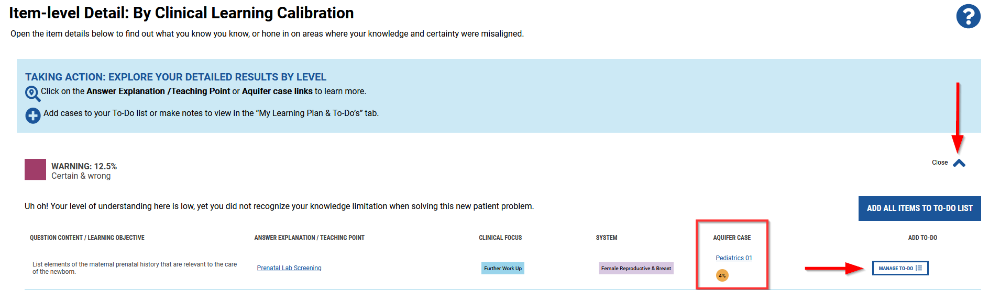 Item-level Detail: By Clinical Learning Calibration
?
Open the item details below to find out what you know you know, or hone in on areas where your knowledge and certainty were misaligned.
TAKING ACTION: EXPLORE YOUR DETAILED RESULTS BY LEVEL
Click on the Answer Explanation /Teaching Point or Aquifer case links to learn more.
Add cases to your To-Do list or make notes to view in the “My Learning Plan & To-Do’s” tab.
WARNING: 12.5%
Certain & wrong
Close
Uh oh! Your level of understanding here is low, yet you did not recognize your knowledge limitation when solving this new patient problem.
ADD ALL ITEMS TO TO-DO LIST
QUESTION CONTENT / LEARNING OBJECTIVE
ANSWER EXPLANATION / TEACHING POINT
CLINICAL FOCUS
SYSTEM
AQUIFER CASE
ADD TO-DO
List elements of the maternal prenatal history that are relevant to the care
of the newborn.
Prenatal Lab Screening
Further Work Up
Female Reproductive & Breast
Pediatrics 01
4%
MANAGE TO-DO